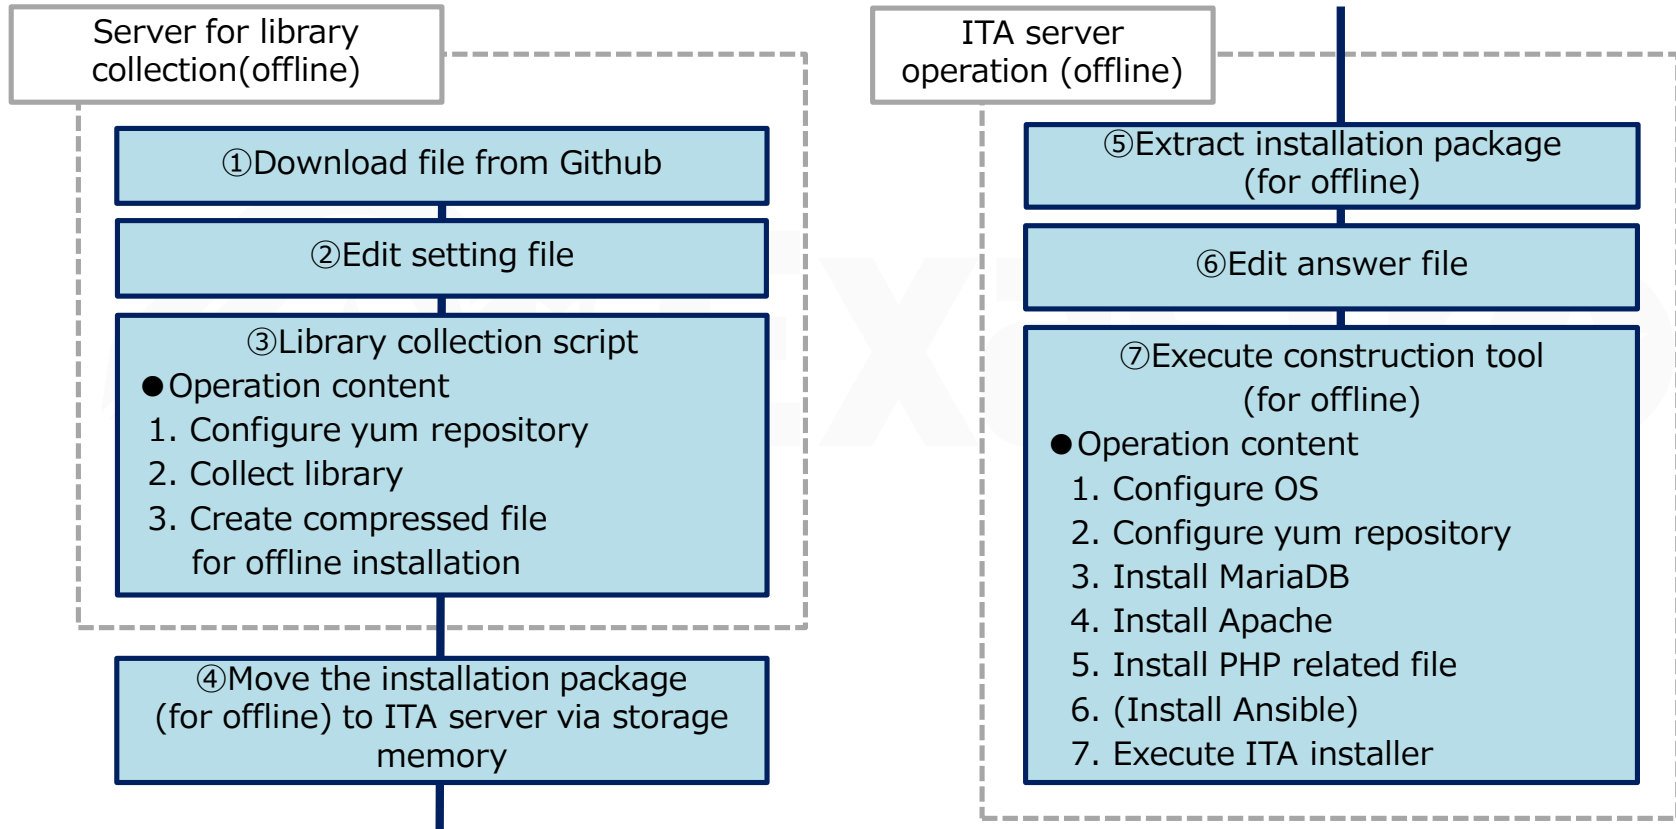 Server for library
collection(offline)
①Download file from Github
②Edit setting file
③Library collection script
●Operation content
1. Configure yum repository
2. Collect library
3. Create compressed file
for offline installation
④Move the installation package
(for offline) to ITA server via storage
memory
ITA server
operation (offline)
⑤Extract installation package
(for offline)
⑥Edit answer file
⑦Execute construction tool
(for offline)
●Operation content
1. Configure OS
2. Configure yum repository
3. Install MariaDB
4. Install Apache
5. Install PHP related file
6. (Install Ansible)
7. Execute ITA installer